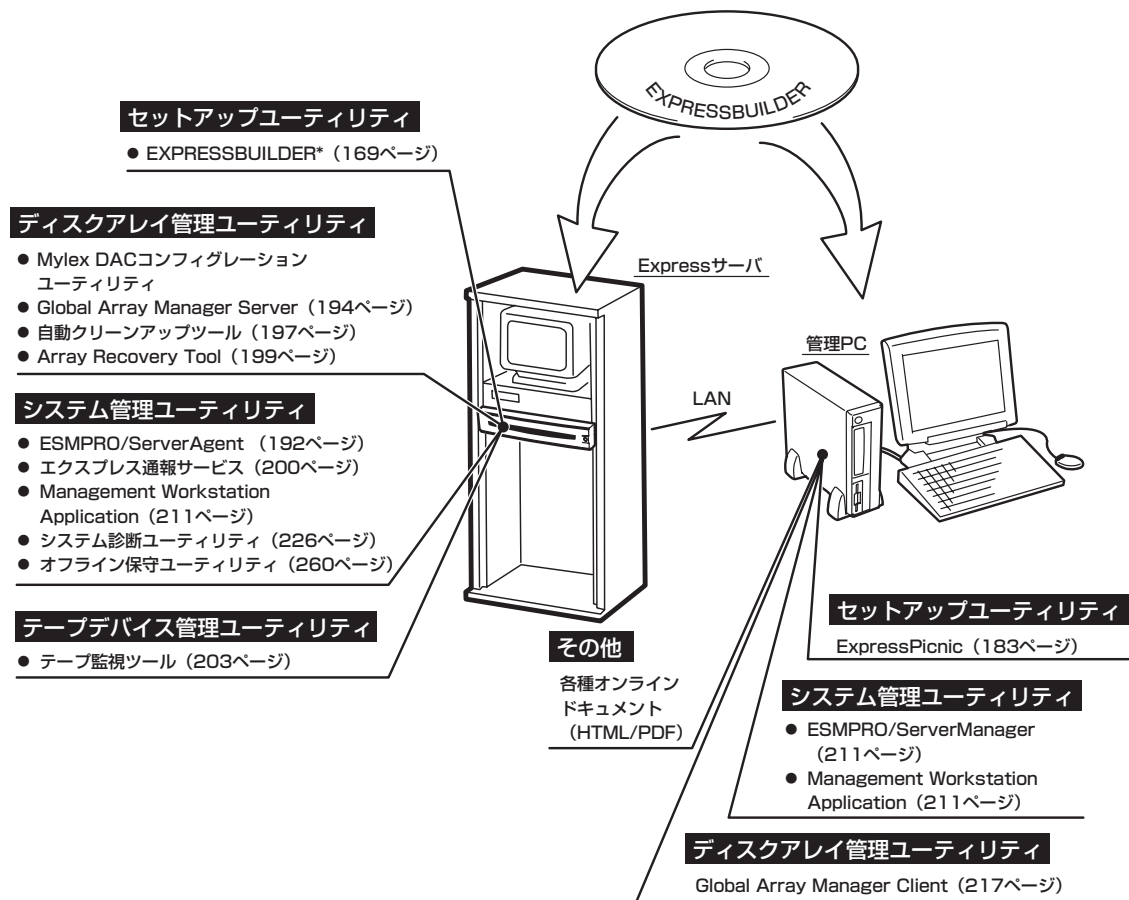 EXPRESSBUILDER
セットアップユーティリティ
● EXPRESSBUILDER*（169ページ）
ディスクアレイ管理ユーティリティ
● Mylex DACコンフィグレーション
ユーティリティ
● Global Array Manager Server（194ページ）
● 自動クリーンアップツール（197ページ）
● Array Recovery Tool（199ページ）
システム管理ユーティリティ
● ESMPRO/ServerAgent （192ページ）
● エクスプレス通報サービス（200ページ）
● Management Workstation
Application（211ページ）
● システム診断ユーティリティ（226ページ）
● オフライン保守ユーティリティ（260ページ）
テープデバイス管理ユーティリティ
● テープ監視ツール（203ページ）
Expressサーバ
LAN
管理PC
その他
各種オンライン
ドキュメント
（HTML/PDF）
セットアップユーティリティ
ExpressPicnic（183ページ）
システム管理ユーティリティ
● ESMPRO/ServerManager
（211ページ）
● Management Workstation
Application（211ページ）
ディスクアレイ管理ユーティリティ
Global Array Manager Client（217ページ）